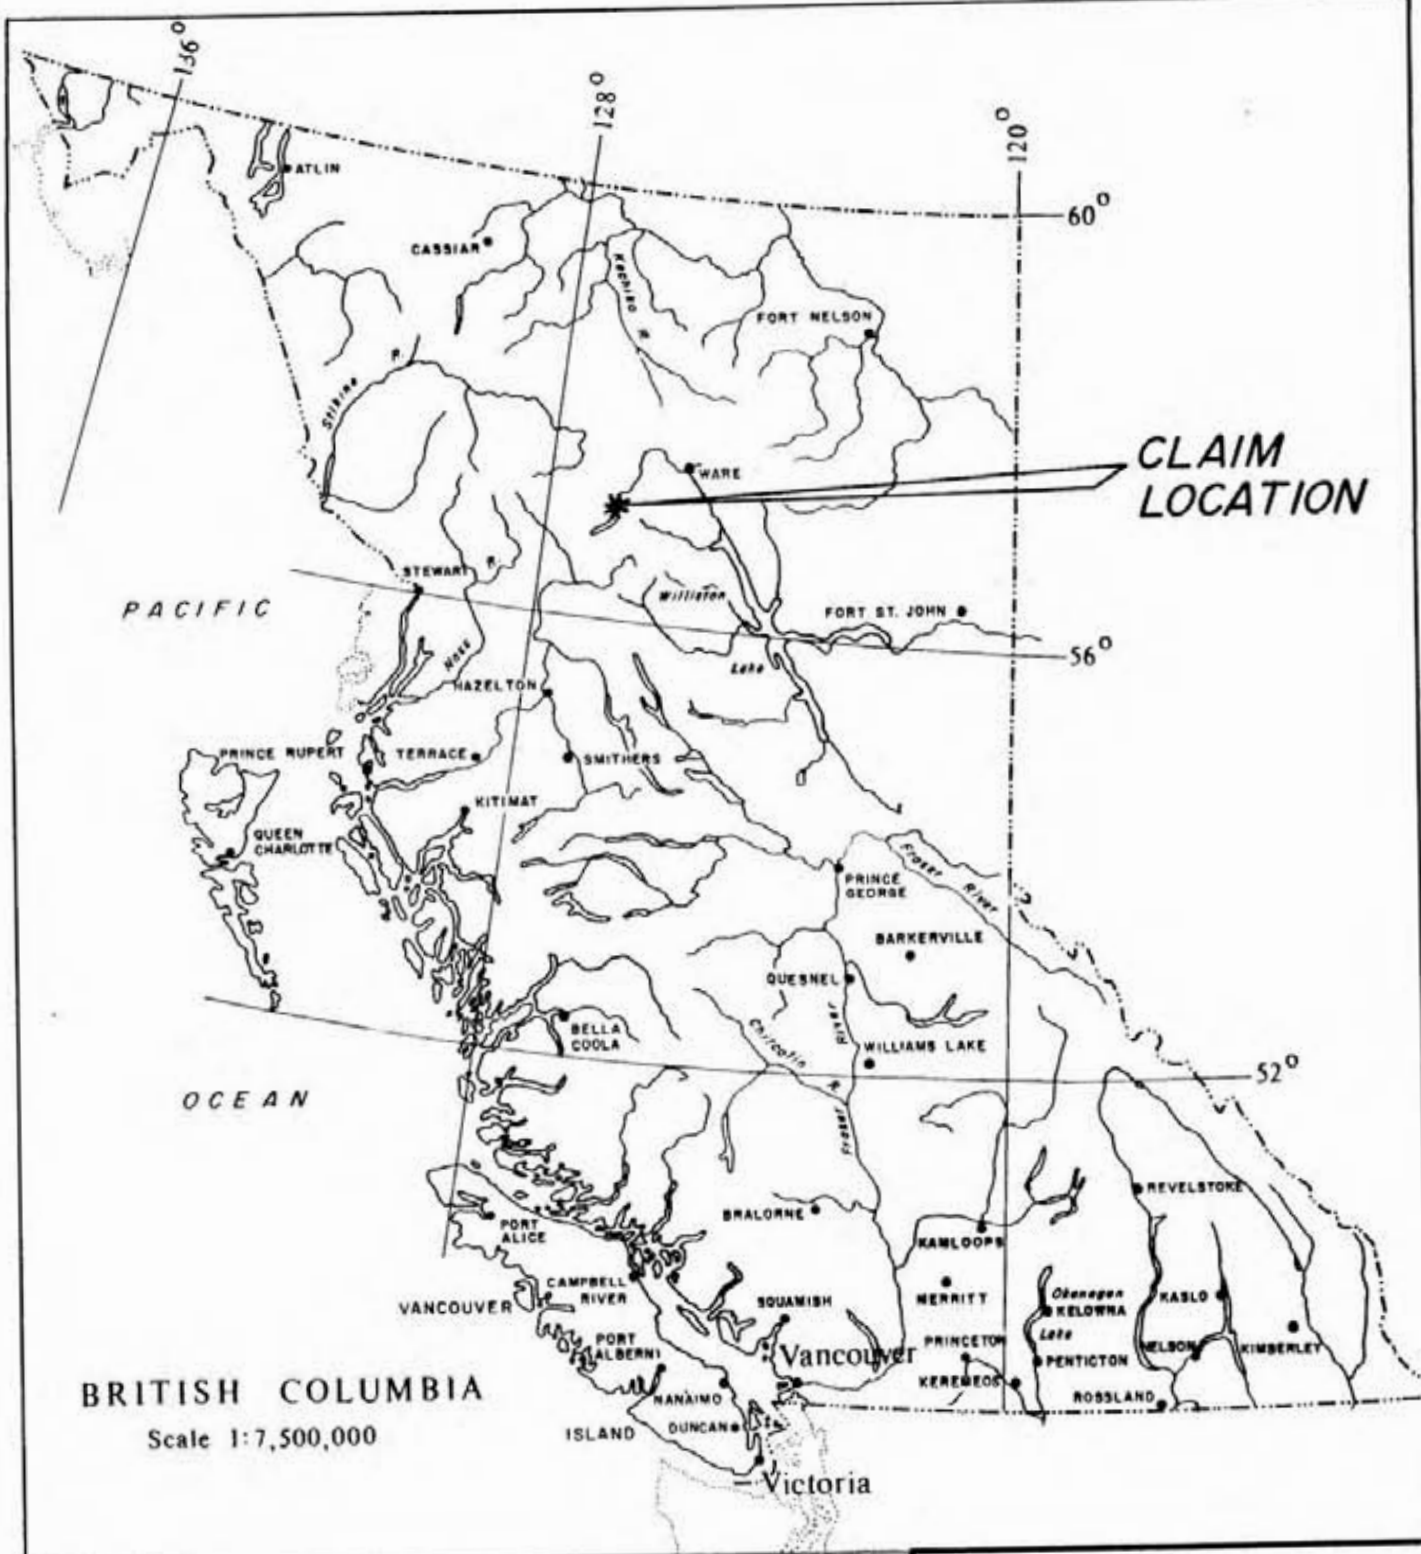 136°
128°
120°
ATLIN
60°
CASSIAR
Kechika R.
FORT NELSON
Stikine R.
CLAIM
LOCATION
WARE
STEWART
R.
PACIFIC
Williston
FORT ST. JOHN
56°
Nass
Lake
HAZELTON
PRINCE RUPERT
TERRACE
SMITHERS
KITIMAT
QUEEN
CHARLOTTE
Fraser River
PRINCE
GEORGE
BARKERVILLE
QUESNEL
River
BELLA
COOLA
Chilcotin R.
WILLIAMS LAKE
52°
OCEAN
Fraser
REVELSTOKE
BRALORNE
PORT
ALICE
KAMLOOPS
CAMPBELL
RIVER
VANCOUVER
SQUAMISH
MERRITT
Okanagan
KELOWNA
KASLO
PORT
ALBERNI
Vancouver
PRINCETON
Lake
PENTICTON
NELSON
KIMBERLEY
BRITISH COLUMBIA
NANAIMO
KEREMEOS
ROSSLAND
Scale 1:7,500,000
ISLAND
DUNCAN
Victoria